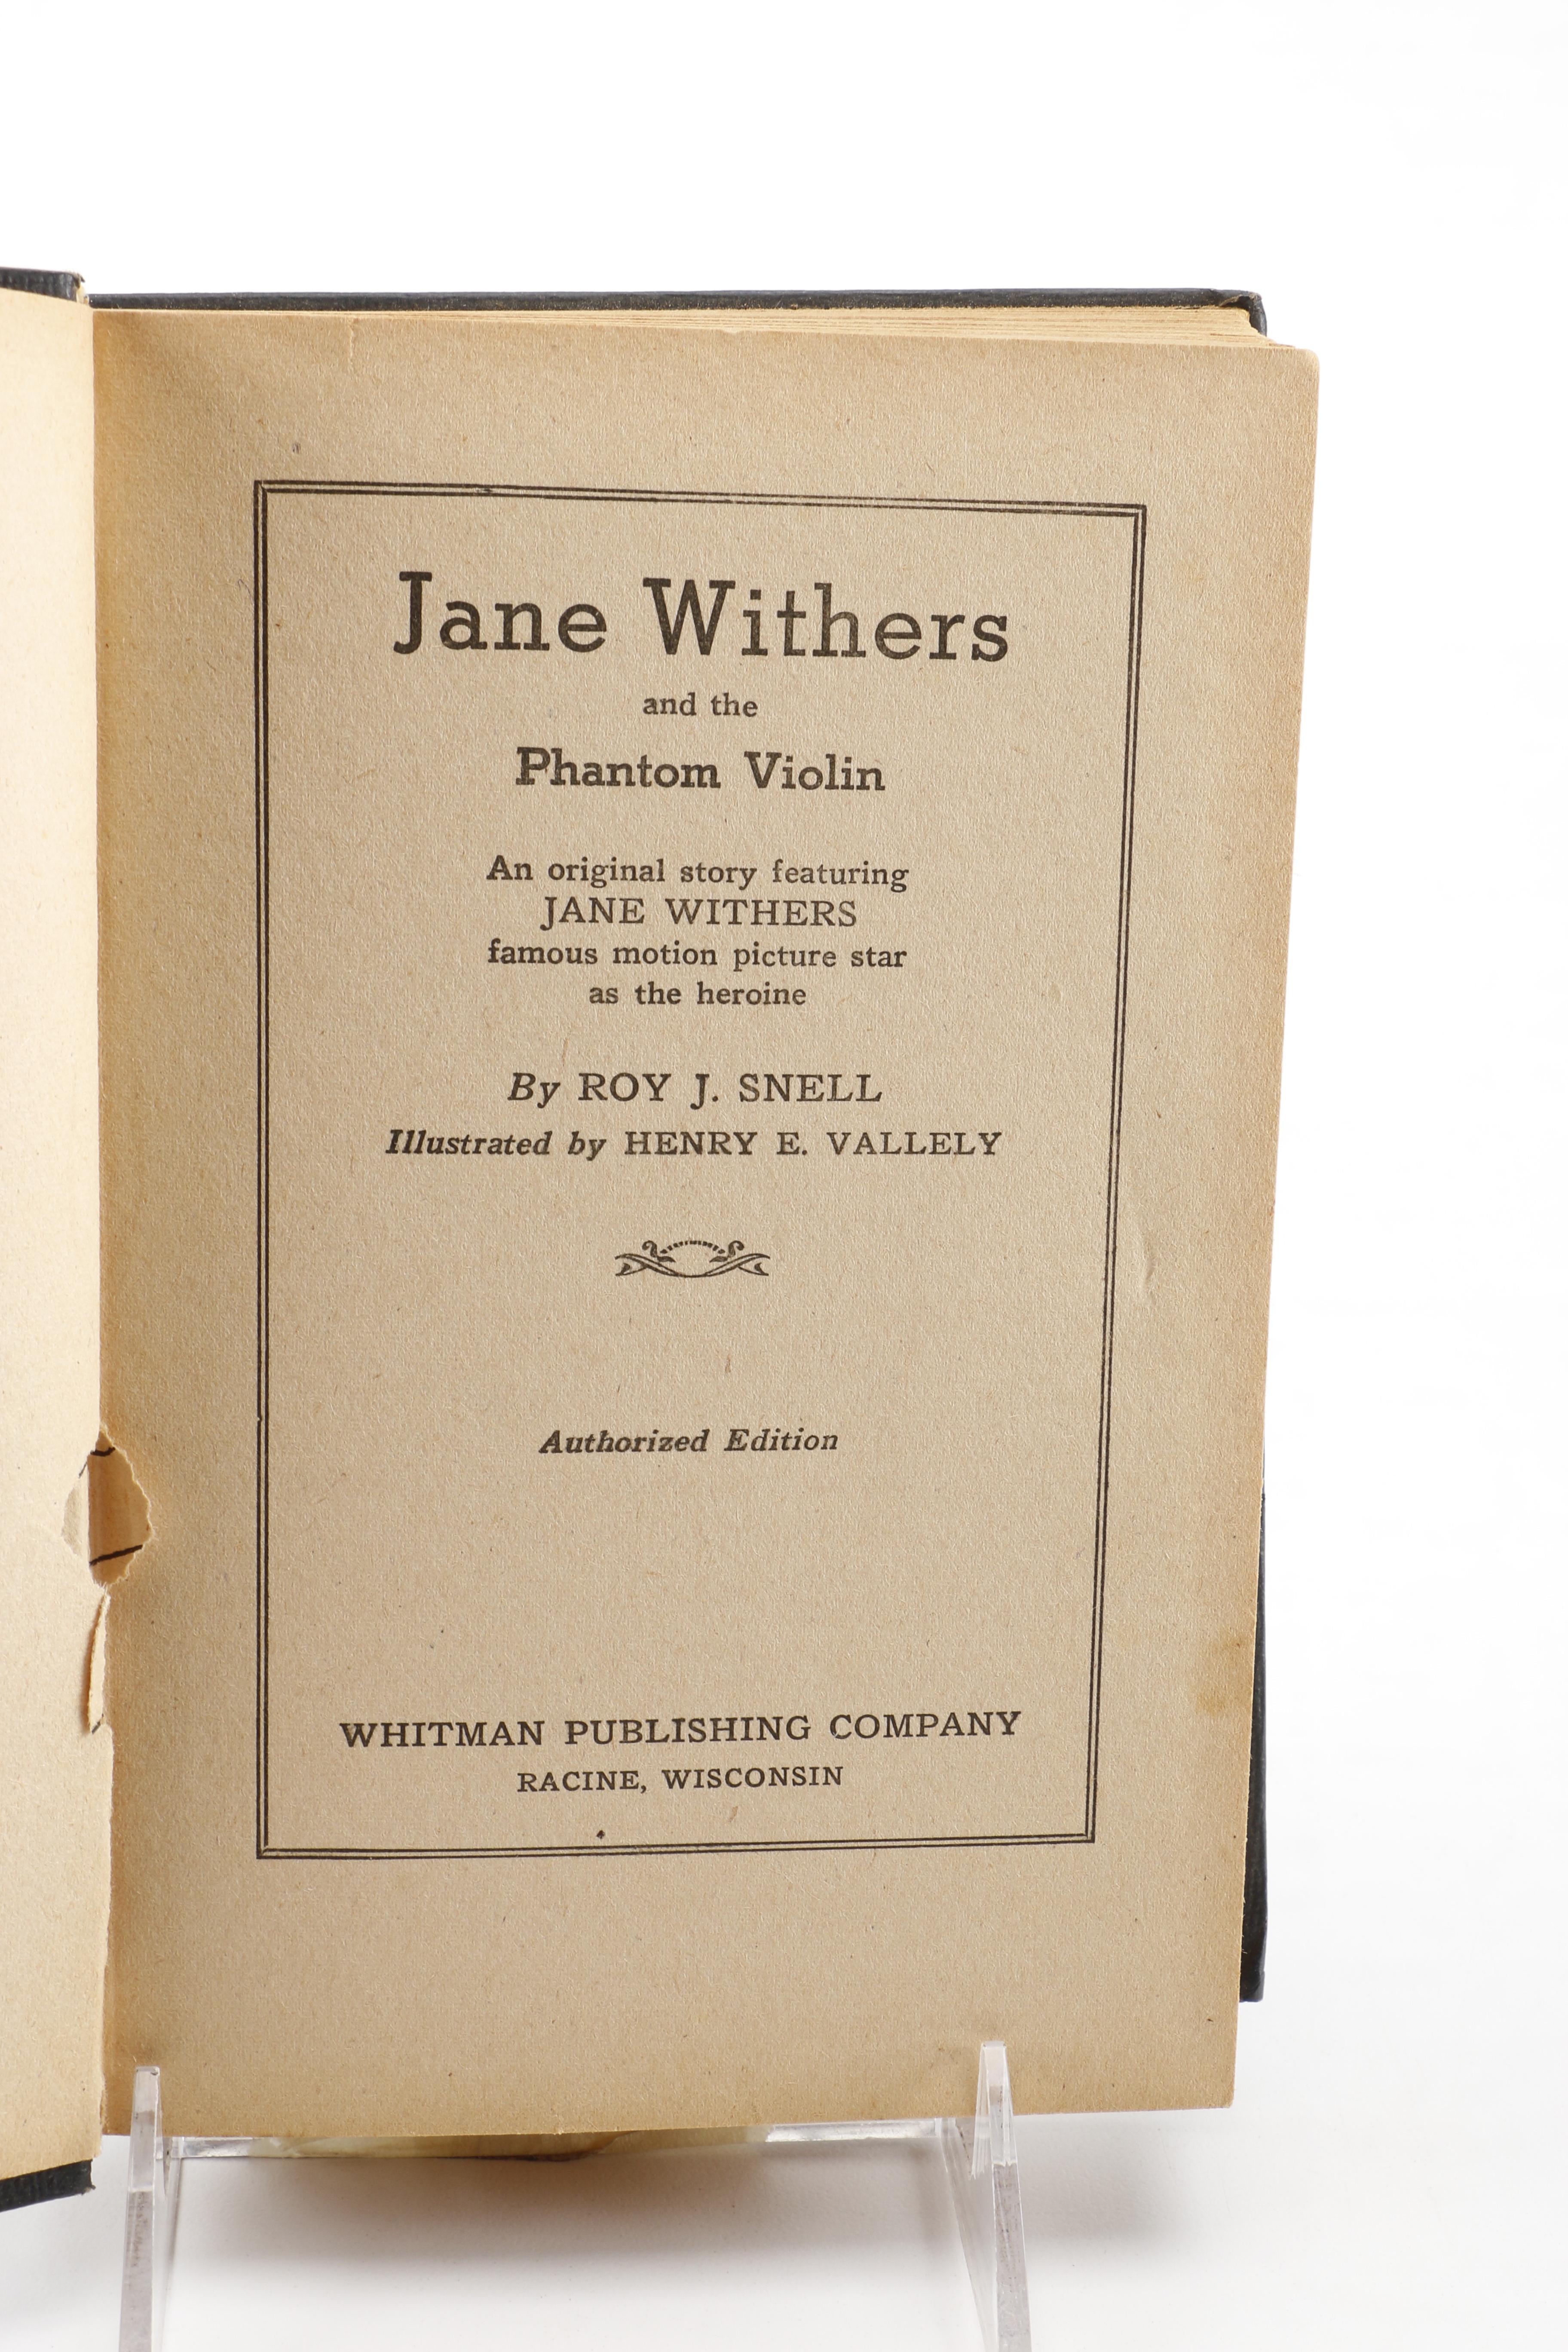 Jane Withers
and the
Phantom Violin
An original story featuring
JANE WITHERS
famous motion picture star
as the heroine
By ROY J. SNELL
Illustrated by HENRY E. VALLELY
Authorized Edition
WHITMAN PUBLISHING COMPANY
RACINE, WISCONSIN